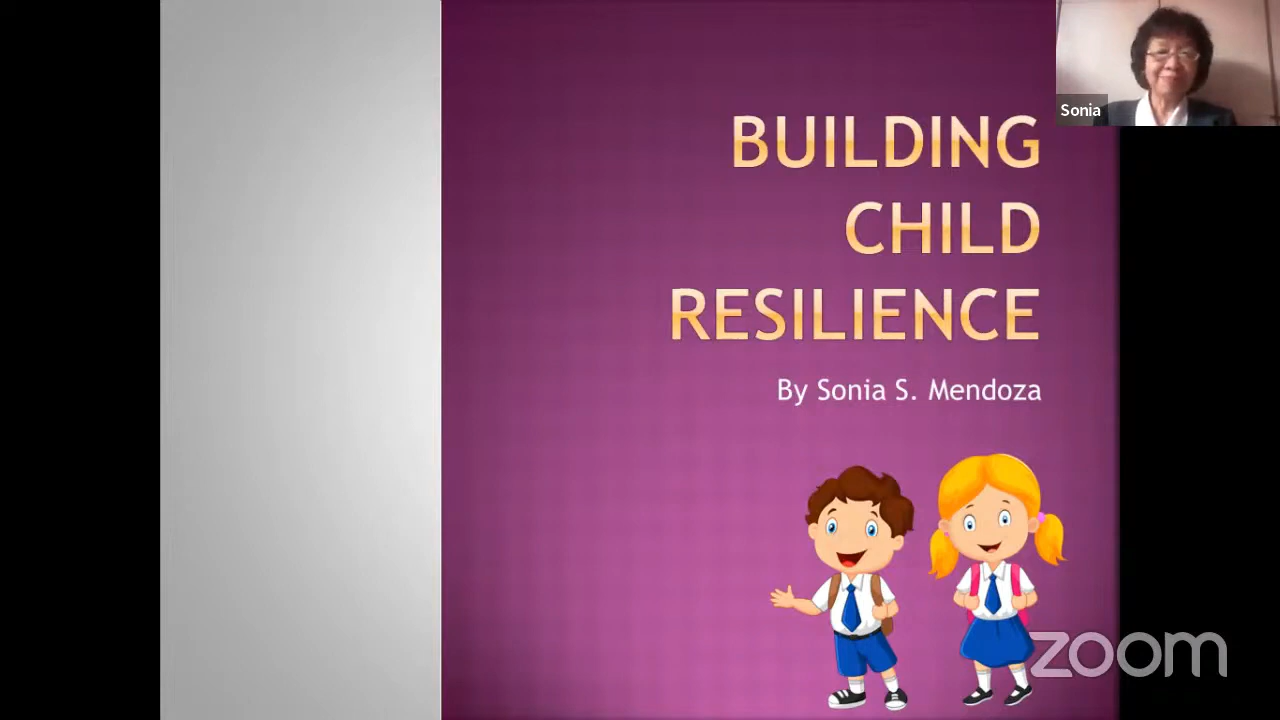 Sonia
BUILDING
CHILD
RESILIENCE
By Sonia S. Mendoza
zoom